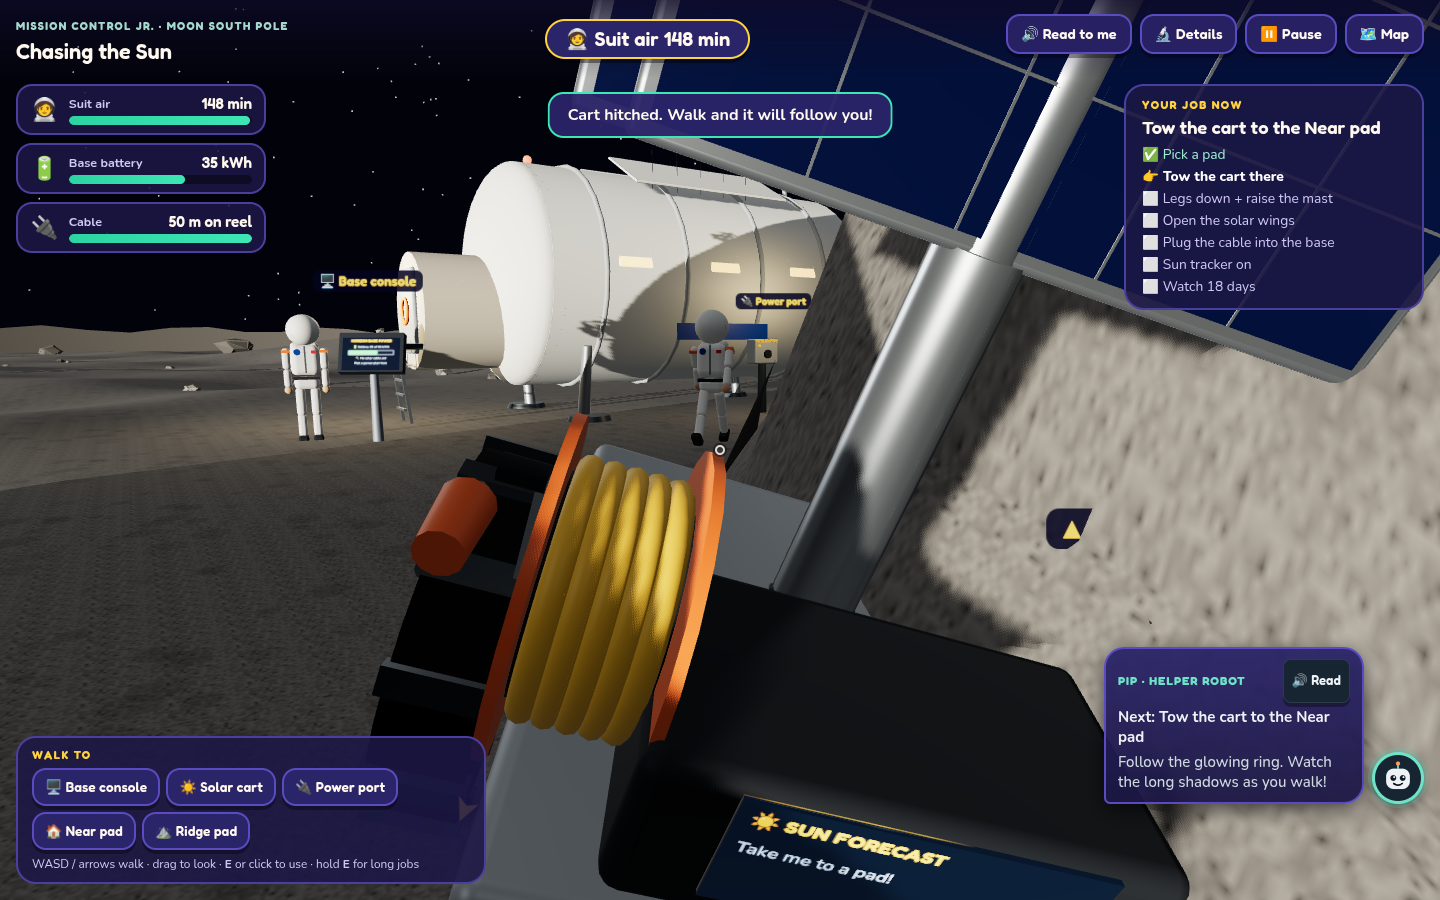 MISSION CONTROL JR. · MOON SOUTH POLE
Chasing the Sun
Suit air 148 min
Base battery 35 kWh
Cable 50 m on reel
Suit air 148 min
Cart hitched. Walk and it will follow you!
Read to me
Details
Pause
Map
YOUR JOB NOW
Tow the cart to the Near pad
Pick a pad
Tow the cart there
Legs down + raise the mast
Open the solar wings
Plug the cable into the base
Sun tracker on
Watch 18 days
Base console
Power port
PIP · HELPER ROBOT
Read
Next: Tow the cart to the Near
pad
Follow the glowing ring. Watch
the long shadows as you walk!
WALK TO
Base console
Solar cart
Power port
Near pad
Ridge pad
WASD / arrows walk · drag to look · E or click to use · hold E for long jobs
SUN FORECAST
Take me to a pad!